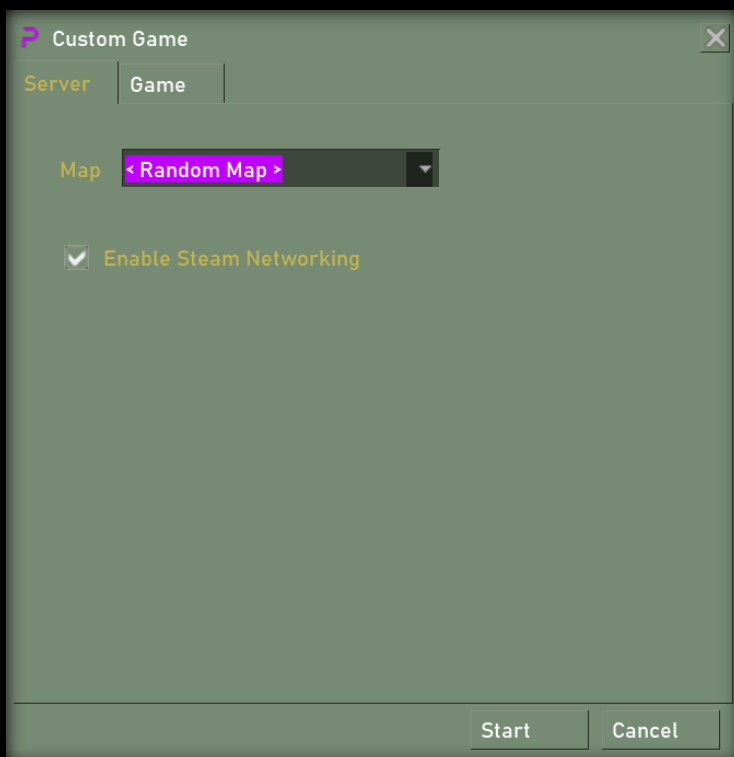 Custom Game
Server Game
Map < Random Map >
Enable Steam Networking
Start Cancel